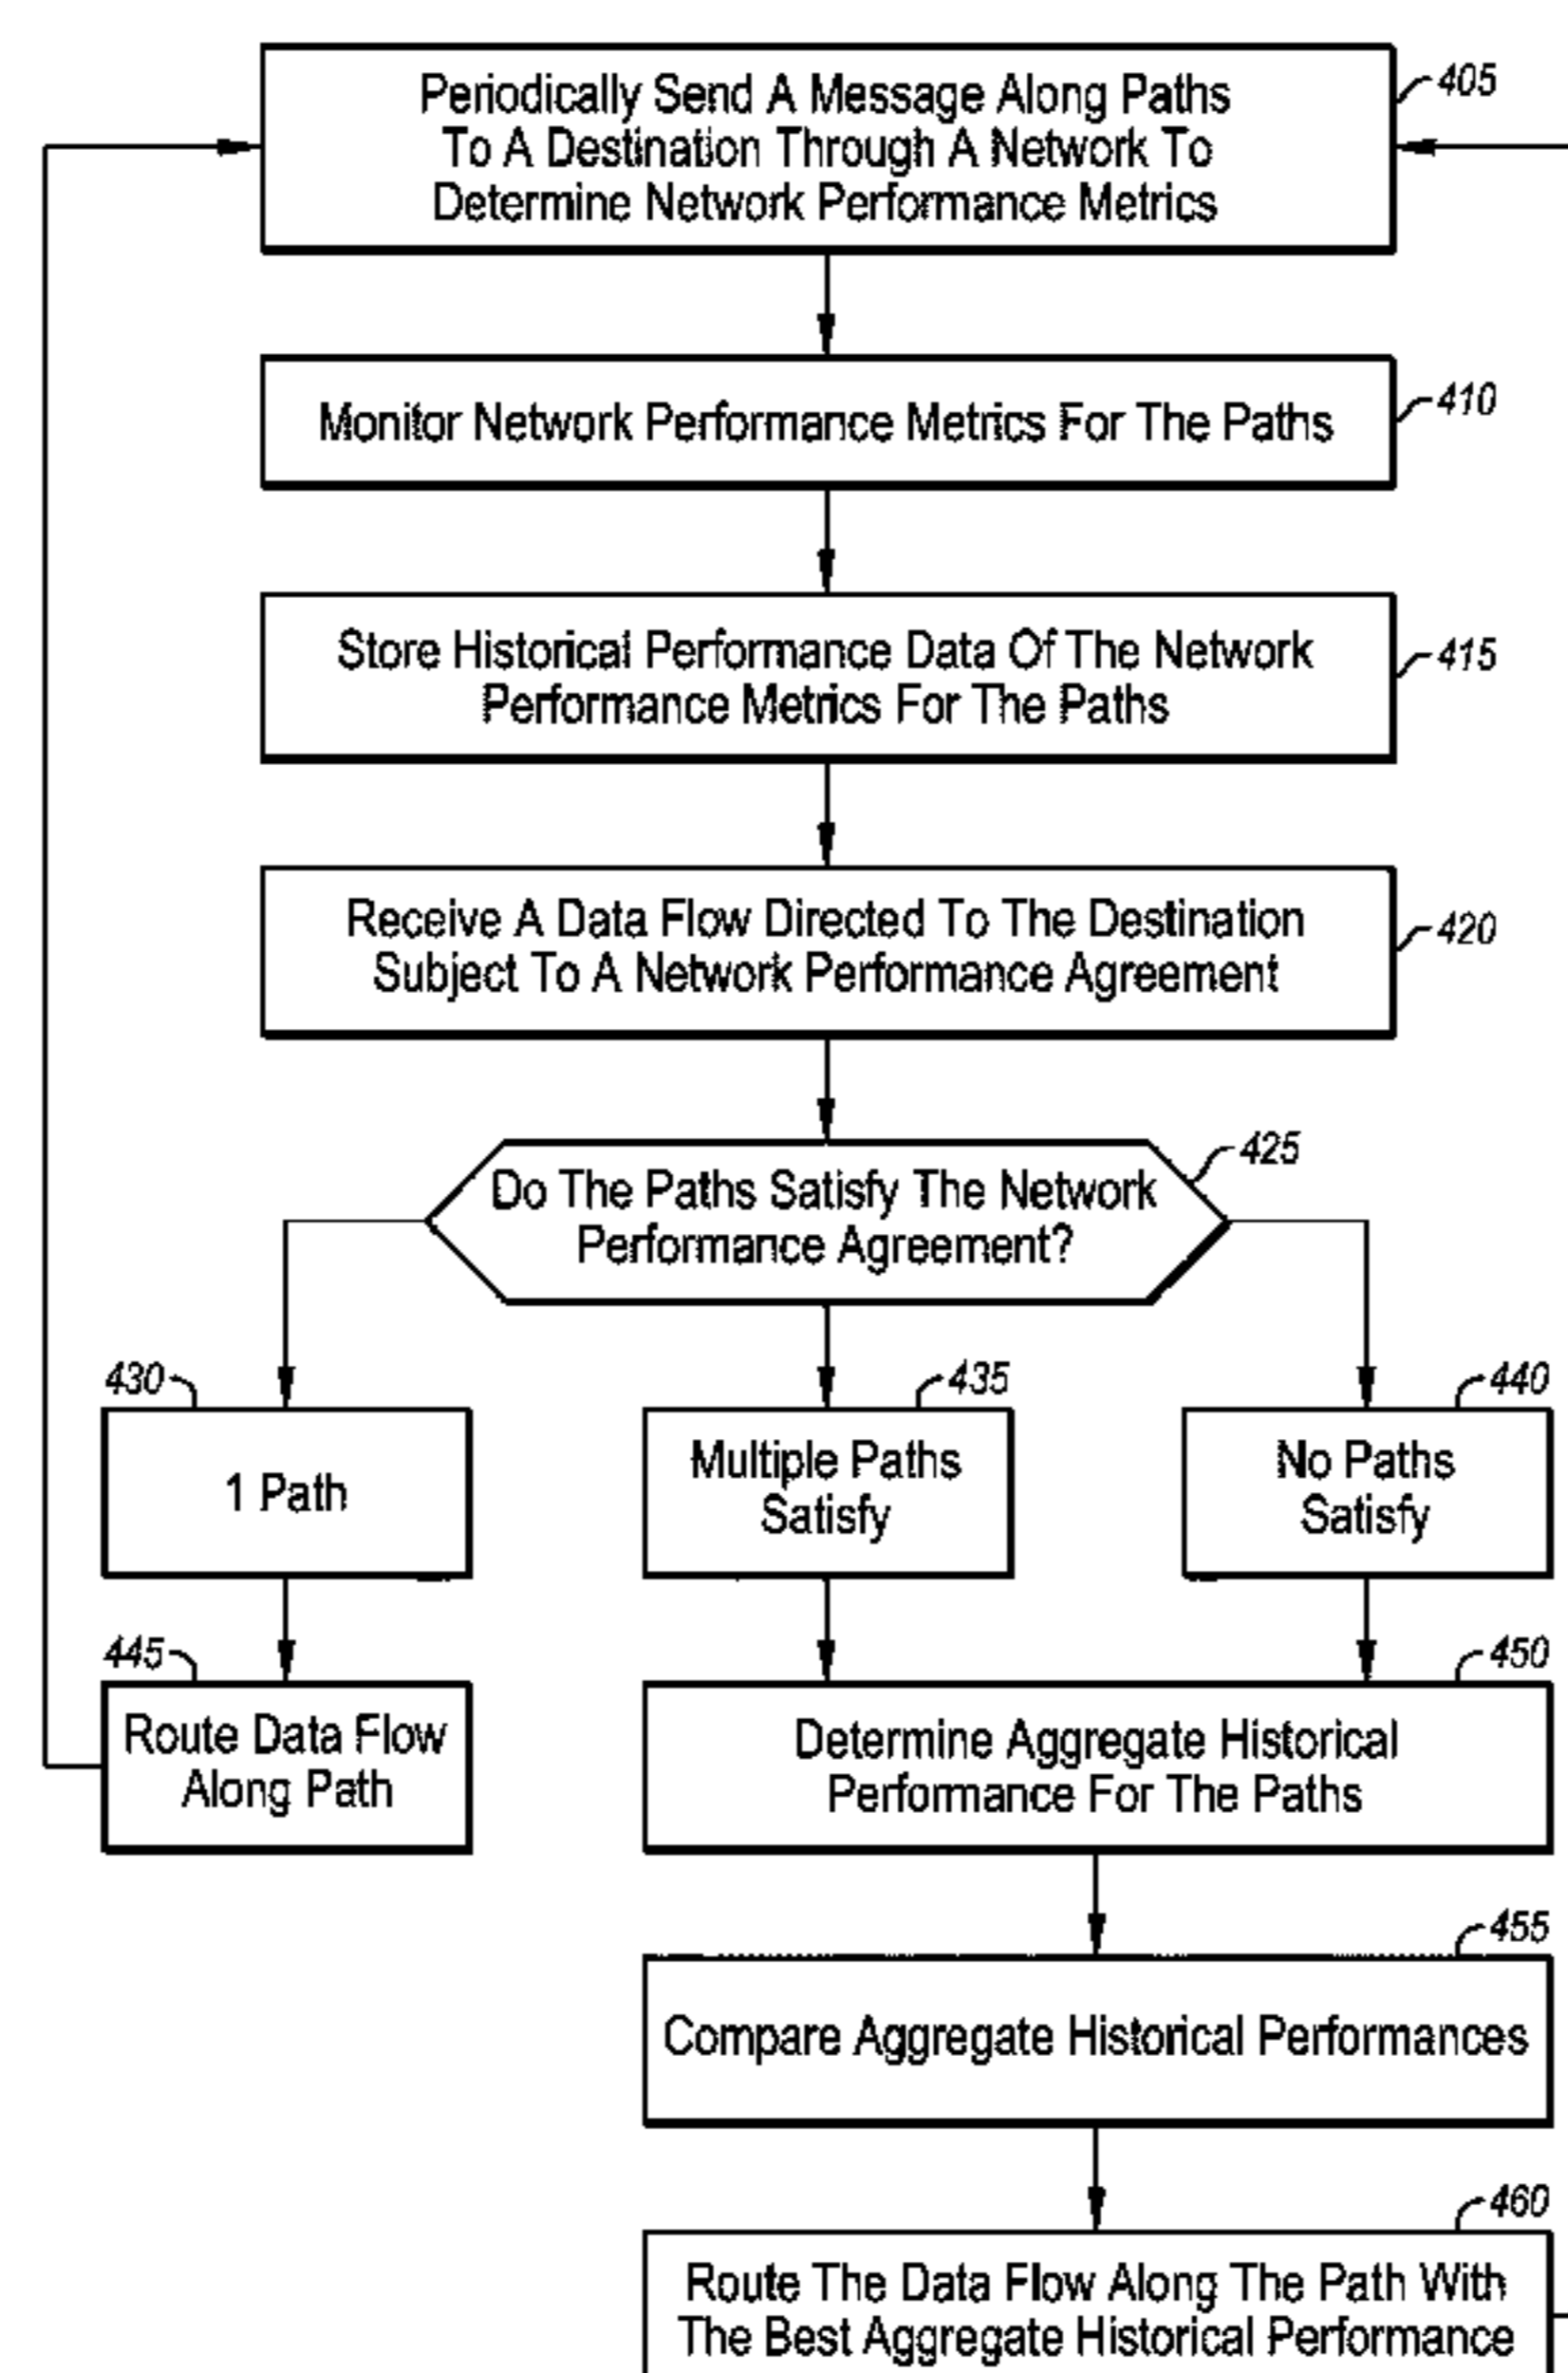 Periodically Send A Message Along Paths
To A Destination Through A Network To
Determine Network Performance Metrics
405
Monitor Network Performance Metrics For The Paths
410
Store Historical Performance Data Of The Network
Performance Metrics For The Paths
415
Receive A Data Flow Directed To The Destination
Subject To A Network Performance Agreement
420
Do The Paths Satisfy The Network
Performance Agreement?
425
430
1 Path
435
Multiple Paths
Satisfy
440
No Paths
Satisfy
445
Route Data Flow
Along Path
450
Determine Aggregate Historical
Performance For The Paths
455
Compare Aggregate Historical Performances
460
Route The Data Flow Along The Path With
The Best Aggregate Historical Performance